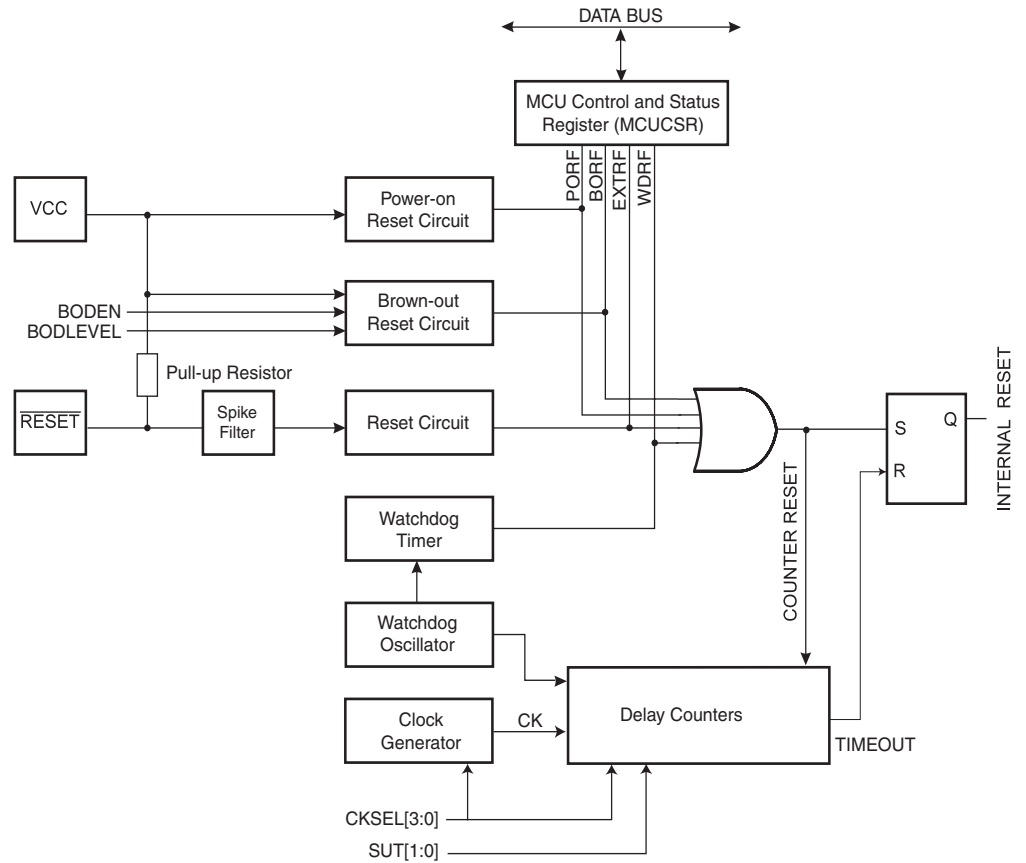 DATA BUS
MCU Control and Status
Register (MCUCSR)
PORF
BORF
EXTRF
WDRF
VCC
Power-on
Reset Circuit
BODEN
BODLEVEL
Brown-out
Reset Circuit
Pull-up Resistor
RESET
Spike
Filter
Reset Circuit
S
Q
R
INTERNAL RESET
Watchdog
Timer
COUNTER RESET
Watchdog
Oscillator
Clock
Generator
CK
Delay Counters
TIMEOUT
CKSEL[3:0]
SUT[1:0]